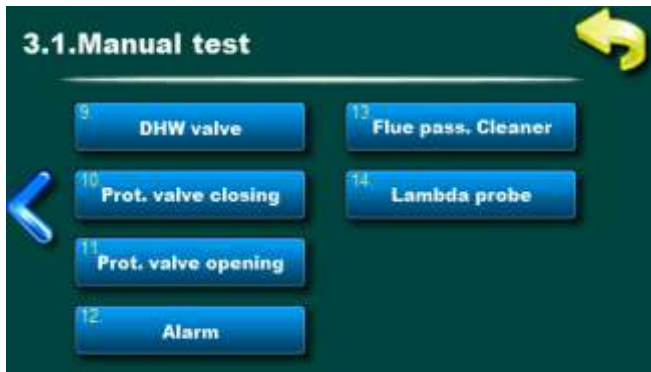 3.1.Manual test
9.
DHW valve
10.
Prot. valve closing
11.
Prot. valve opening
12.
Alarm
13.
Flue pass. Cleaner
14.
Lambda probe